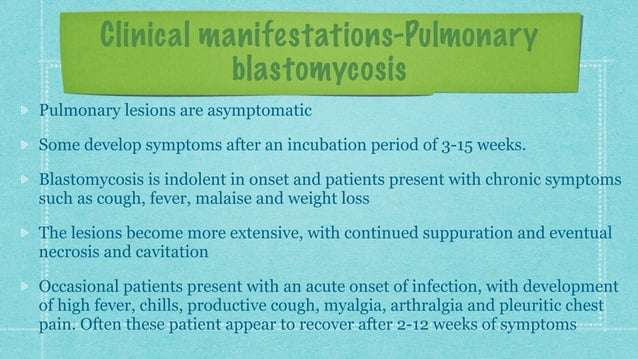 Clinical manifestations-Pulmonary
blastomycosis
Pulmonary lesions are asymptomatic
Some develop symptoms after an incubation period of 3-15 weeks.
Blastomycosis is indolent in onset and patients present with chronic symptoms
such as cough, fever, malaise and weight loss
The lesions become more extensive, with continued suppuration and eventual
necrosis and cavitation
Occasional patients present with an acute onset of infection, with development
of high fever, chills, productive cough, myalgia, arthralgia and pleuritic chest
pain. Often these patient appear to recover after 2-12 weeks of symptoms